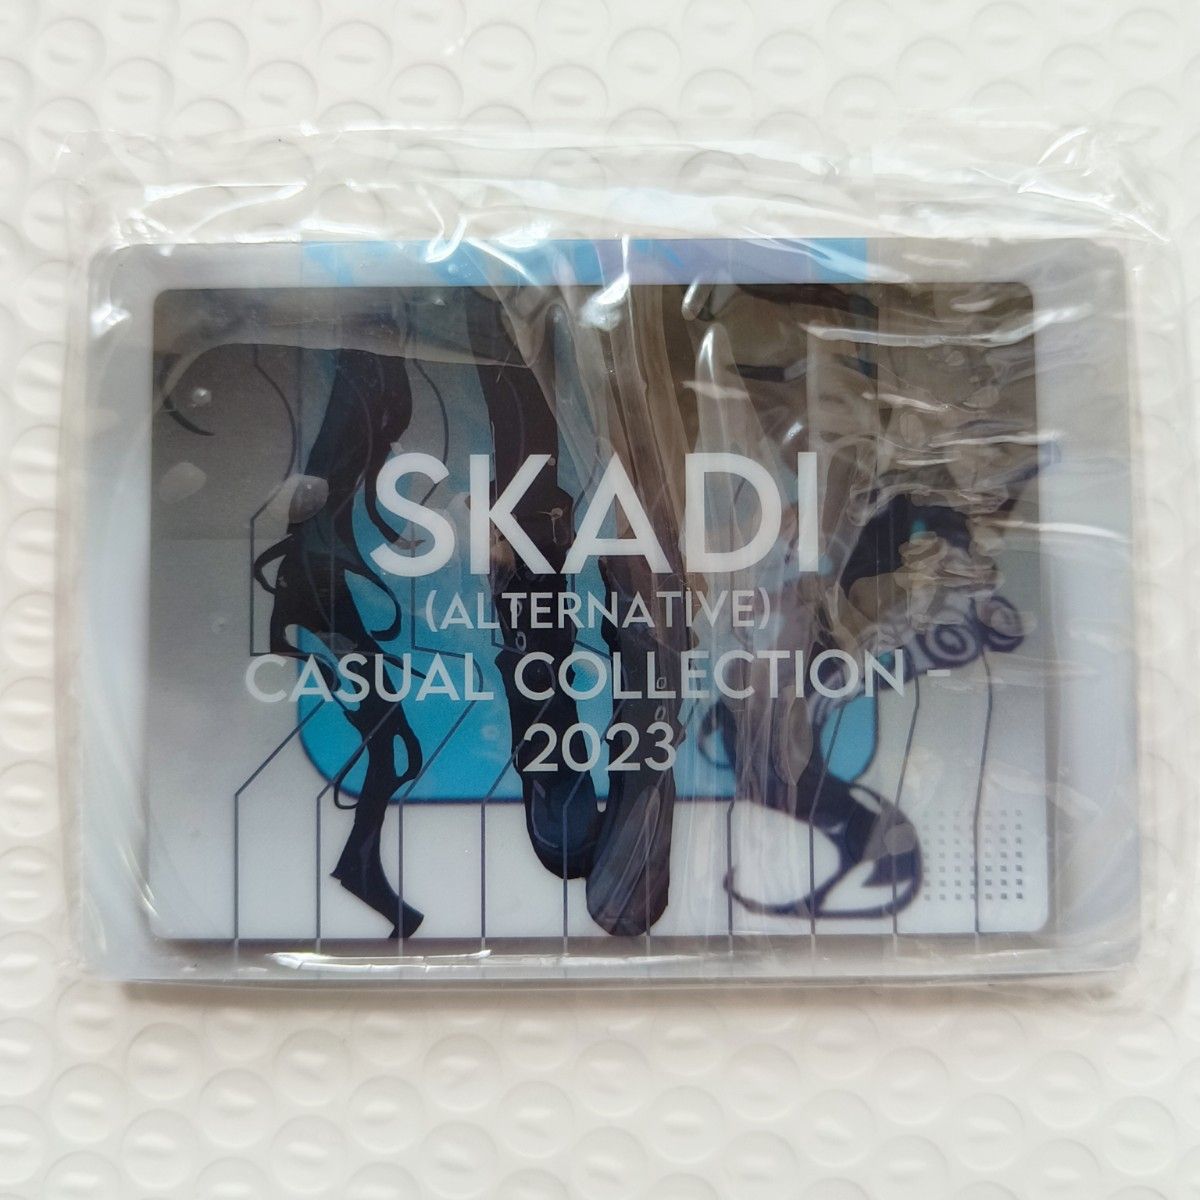 SKADI
(ALTERNATIVE)
CASUAL COLLECTION -
2023